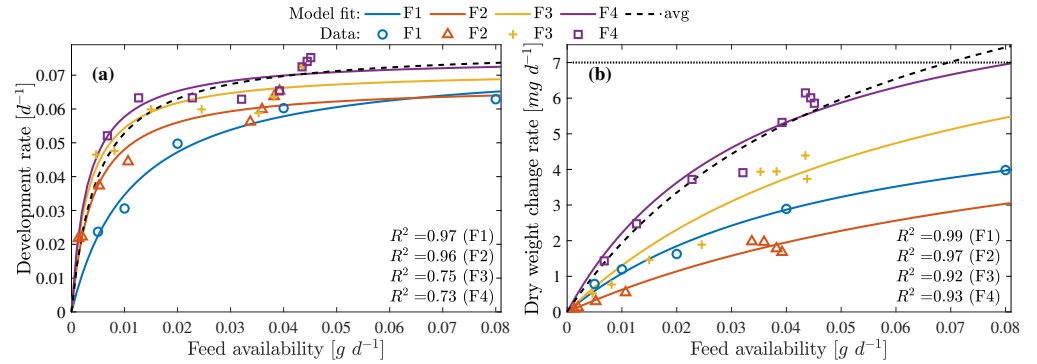 Model fit: F1 F2 F3 F4 avg
Data: F1 F2 F3 F4
(a)
Development rate [d⁻¹]
0.07
0.06
0.05
0.04
0.03
0.02
0.01
0
R² =0.97 (F1)
R² =0.96 (F2)
R² =0.75 (F3)
R² =0.73 (F4)
0 0.01 0.02 0.03 0.04 0.05 0.06 0.07 0.08
Feed availability [g d⁻¹]
(b)
Dry weight change rate [mg d⁻¹]
7
6
5
4
3
2
1
0
R² =0.99 (F1)
R² =0.97 (F2)
R² =0.92 (F3)
R² =0.93 (F4)
0 0.01 0.02 0.03 0.04 0.05 0.06 0.07 0.08
Feed availability [g d⁻¹]